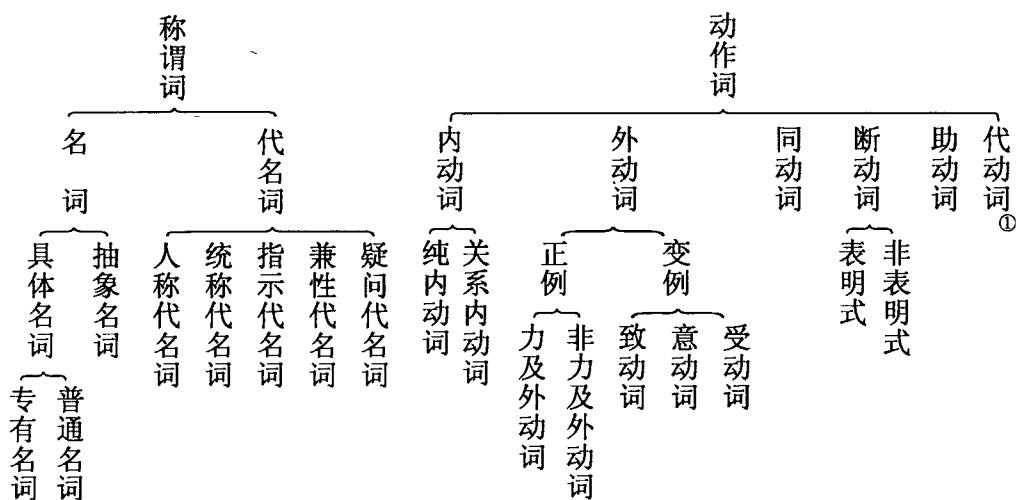 称谓词
动作词
名词
代名词
内动词
外动词
同动词
断动词
助动词
代动词①
具体名词
抽象名词
人称代名词
统称代名词
指示代名词
兼性代名词
疑问代名词
纯内动词
关系内动词
正例
变例
表明式
非表明式
专有名词
普通名词
力及外动词
非力及外动词
致动词
意动词
受动词